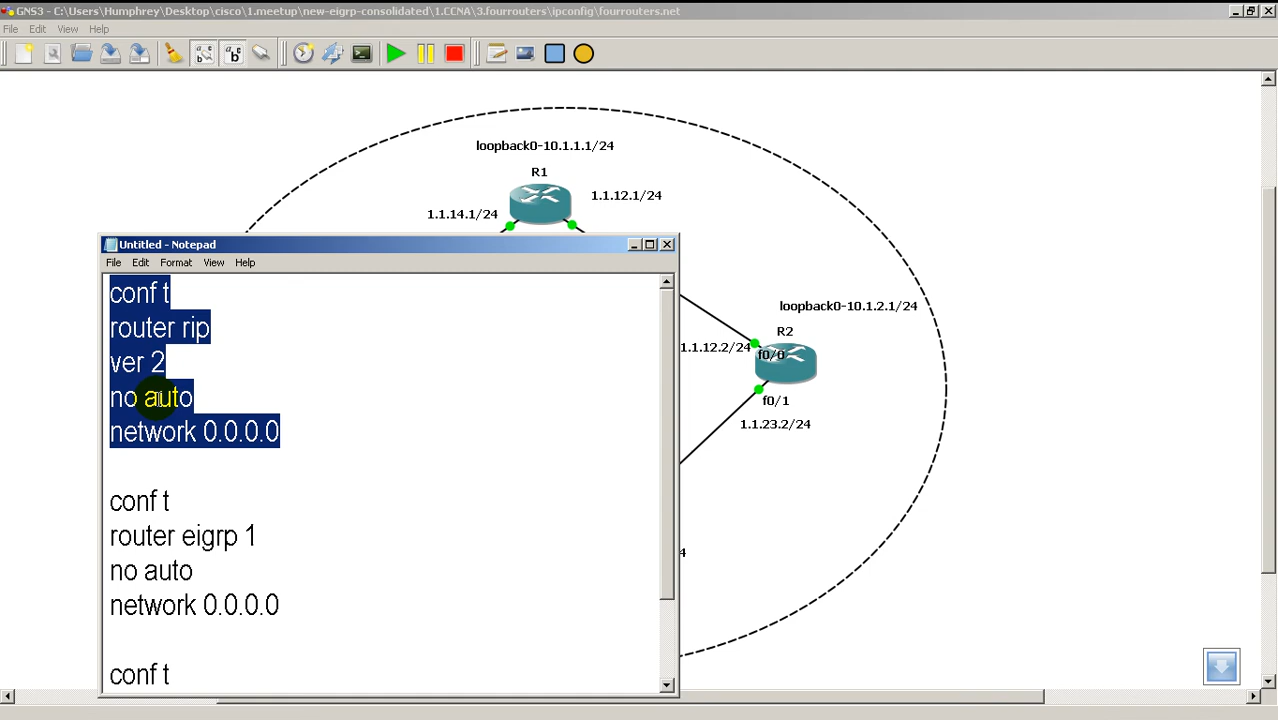 GNS3 - C:\Users\Humphrey\Desktop\cisco\1.meetup\new-eigrp-consolidated\1.CCNA\3.fourrouters\ipconfig\fourrouters.net
File Edit View Help
loopback0-10.1.1.1/24
R1
1.1.12.1/24
1.1.14.1/24
Untitled - Notepad
File Edit Format View Help
conf t
router rip
ver 2
no auto
network 0.0.0.0
conf t
router eigrp 1
no auto
network 0.0.0.0
conf t
loopback0-10.1.2.1/24
R2
1.1.12.2/24
f0/0
f0/1
1.1.23.2/24
4